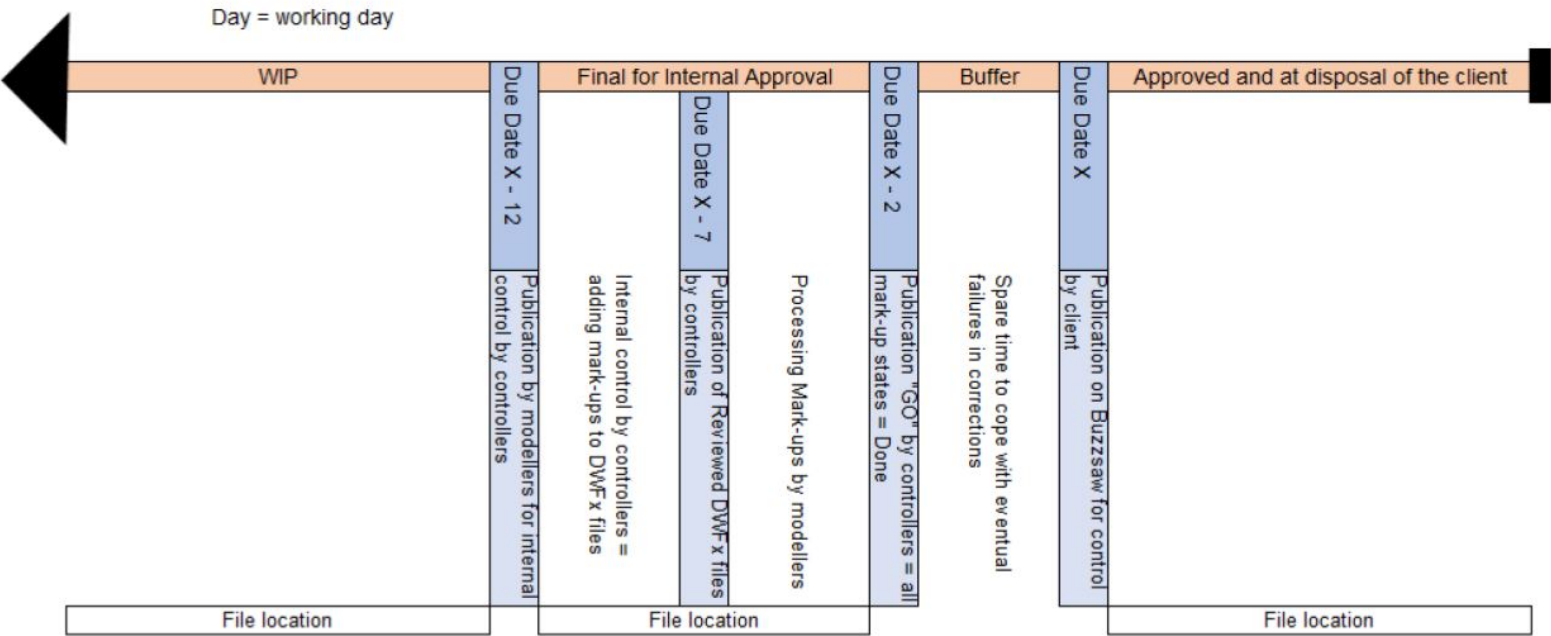 Day = working day
WIP
Due Date X - 12
Final for Internal Approval
Due Date X - 7
Due Date X - 2
Buffer
Due Date X
Approved and at disposal of the client
Publication by modellers for internal
control by controllers
Internal control by controllers =
adding mark-ups to DWFx files
Publication of Reviewed DWFx files
by controllers
Processing Mark-ups by modellers
Publication "GO" by controllers = all
mark-up states = Done
Spare time to cope with eventual
failures in corrections
Publication on Buzzsaw for control
by client
File location
File location
File location